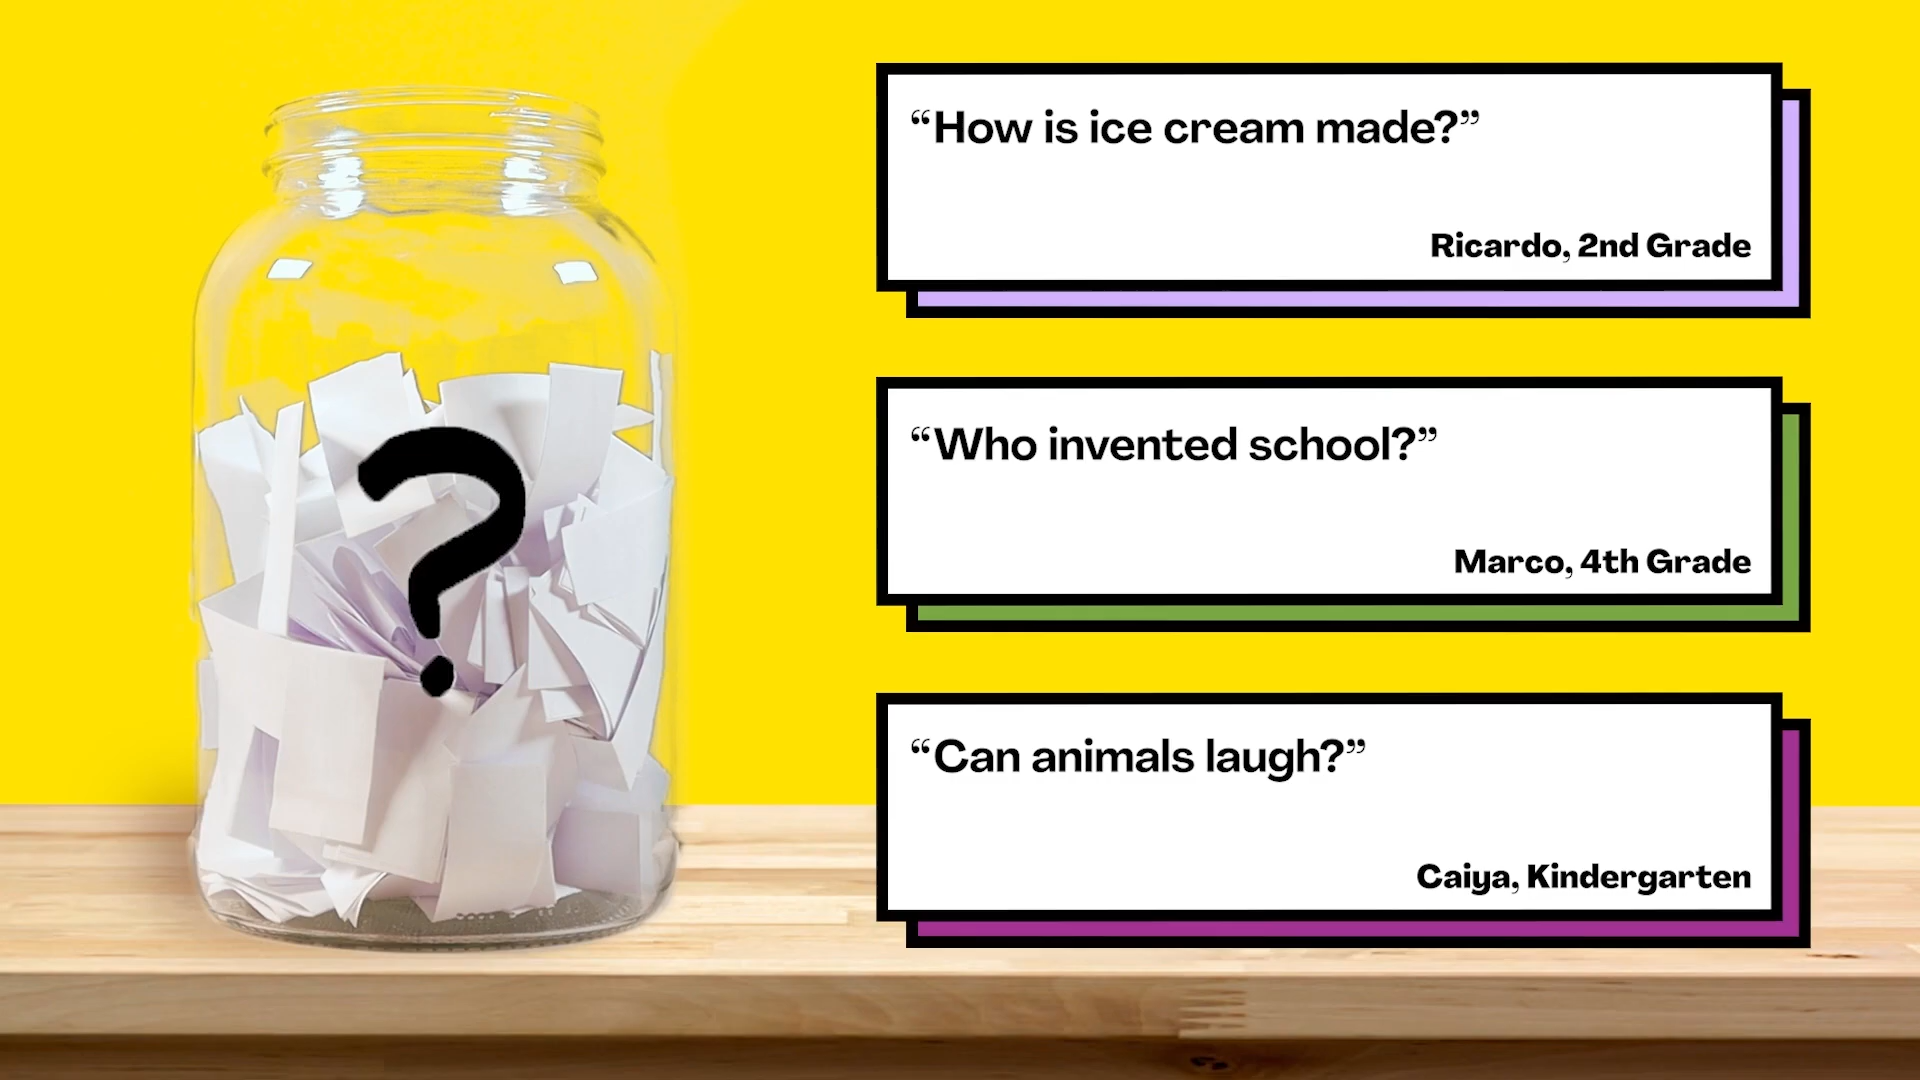 ?
“How is ice cream made?”
Ricardo, 2nd Grade
“Who invented school?”
Marco, 4th Grade
“Can animals laugh?”
Caiya, Kindergarten